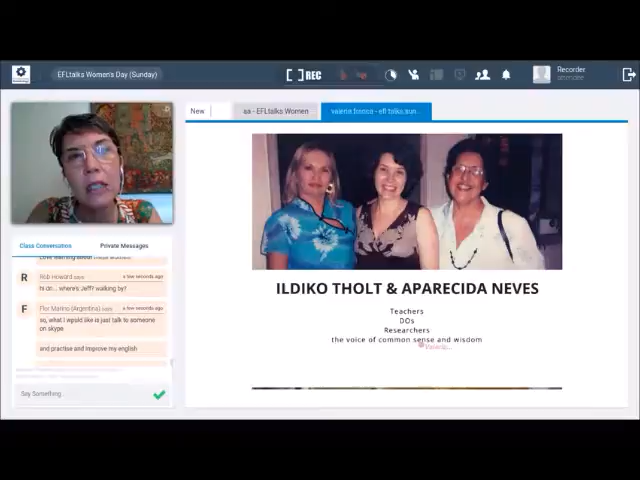 EFLtalks Women's Day (Sunday)
[ ] REC
Recorder
New
aa - EFLtalks Women
valeria franca - efl talks sun...
Class Conversation
Private Messages
R
Rob Howard says
a few seconds ago
hi dr... where's Jeff? walking by?
F
Flor Marino (Argentina) says
a few seconds ago
so, what I would like is just talk to someone
on skype
and practise and improve my english
Say Something
ILDIKO THOLT & APARECIDA NEVES
Teachers
DOs
Researchers
the voice of common sense and wisdom